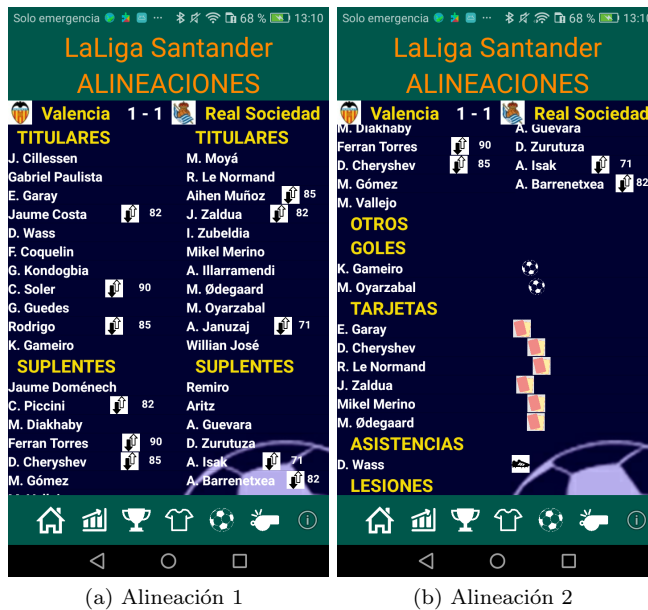 Solo emergencia ... 68 % 13:10
LaLiga Santander
ALINEACIONES
Valencia 1 - 1 Real Sociedad
TITULARES TITULARES
J. Cillessen M. Moyá
Gabriel Paulista R. Le Normand
E. Garay Aihen Muñoz 85
Jaume Costa 82 J. Zaldua 82
D. Wass I. Zubeldia
F. Coquelin Mikel Merino
G. Kondogbia A. Illarramendi
C. Soler 90 M. Ødegaard
G. Guedes M. Oyarzabal
Rodrigo 85 A. Januzaj 71
K. Gameiro Willian José
SUPLENTES SUPLENTES
Jaume Doménech Remiro
C. Piccini 82 Aritz
M. Diakhaby A. Guevara
Ferran Torres 90 D. Zurutuza
D. Cheryshev 85 A. Isak 71
M. Gómez A. Barrenetxea 82
(a) Alineación 1
Solo emergencia ... 68 % 13:10
LaLiga Santander
ALINEACIONES
Valencia 1 - 1 Real Sociedad
M. Diakhaby A. Guevara
Ferran Torres 90 D. Zurutuza
D. Cheryshev 85 A. Isak 71
M. Gómez A. Barrenetxea 82
M. Vallejo
OTROS
GOLES
K. Gameiro
M. Oyarzabal
TARJETAS
E. Garay
D. Cheryshev
R. Le Normand
J. Zaldua
Mikel Merino
M. Ødegaard
ASISTENCIAS
D. Wass
LESIONES
(b) Alineación 2